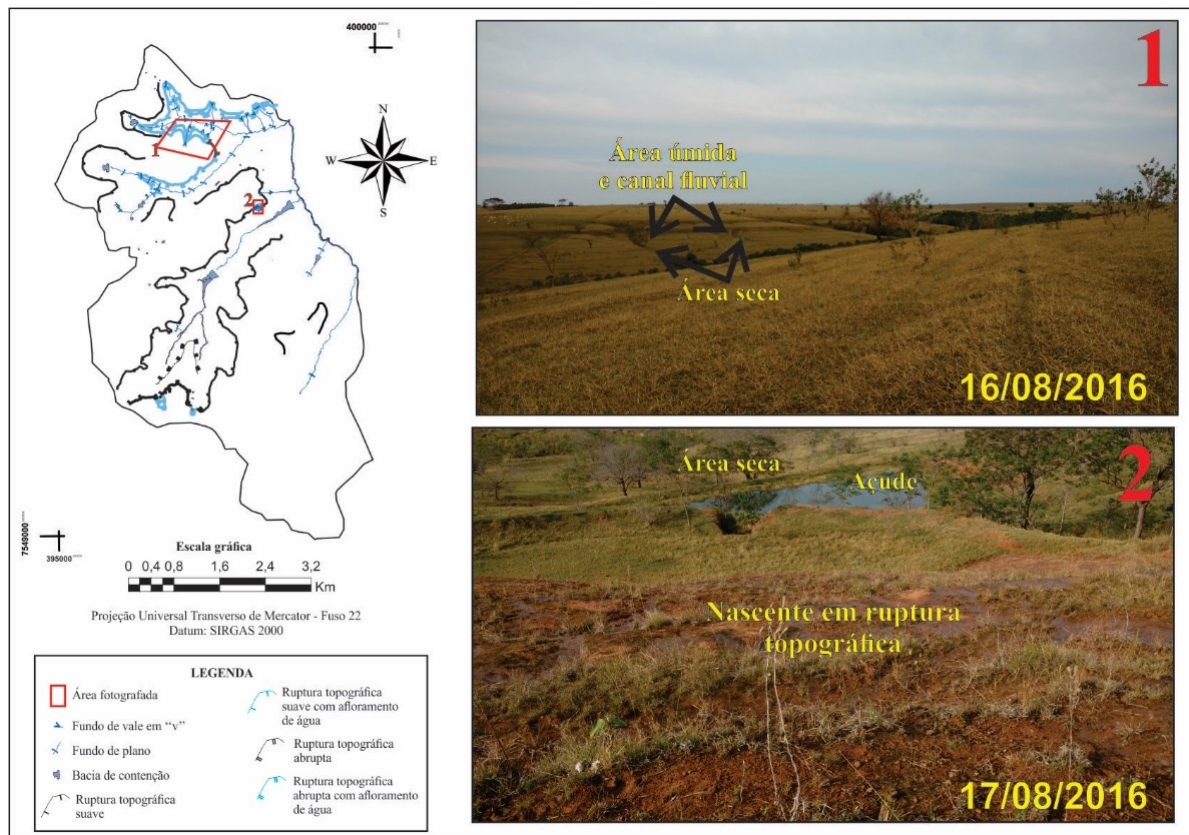 400000
1
2
N
W
E
S
7549000
395000
Escala gráfica
0 0,4 0,8 1,6 2,4 3,2
Km
Projeção Universal Transverso de Mercator - Fuso 22
Datum: SIRGAS 2000
LEGENDA
Área fotografada
Fundo de vale em “v”
Fundo de plano
Bacia de contenção
Ruptura topográfica
suave
Ruptura topográfica
suave com afloramento
de água
Ruptura topográfica
abrupta
Ruptura topográfica
abrupta com afloramento
de água
1
Área úmida
e canal fluvial
Área seca
16/08/2016
2
Área seca
Açude
Nascente em ruptura
topográfica
17/08/2016